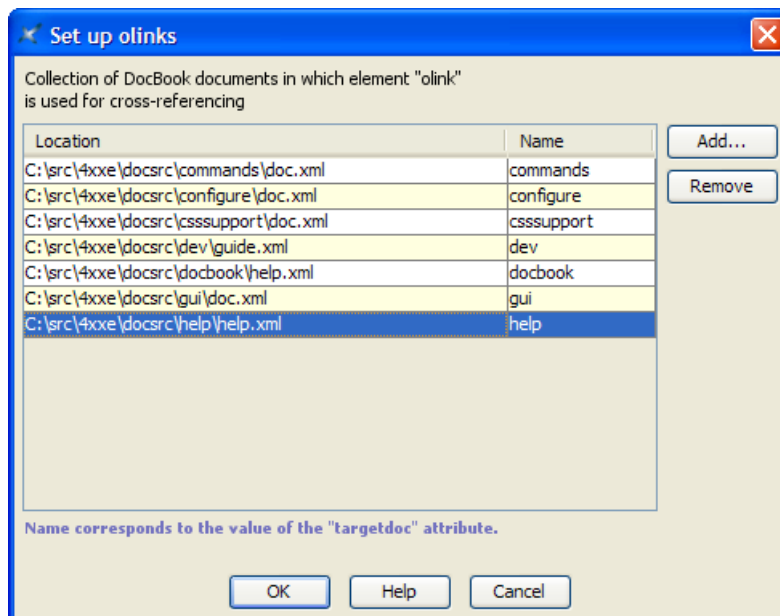 Set up olinks
Collection of DocBook documents in which element "olink"
is used for cross-referencing
Location Name
C:\src\4xxe\docsrc\commands\doc.xml commands
C:\src\4xxe\docsrc\configure\doc.xml configure
C:\src\4xxe\docsrc\csssupport\doc.xml csssupport
C:\src\4xxe\docsrc\dev\guide.xml dev
C:\src\4xxe\docsrc\docbook\help.xml docbook
C:\src\4xxe\docsrc\gui\doc.xml gui
C:\src\4xxe\docsrc\help\help.xml help
Add...
Remove
Name corresponds to the value of the "targetdoc" attribute.
OK Help Cancel